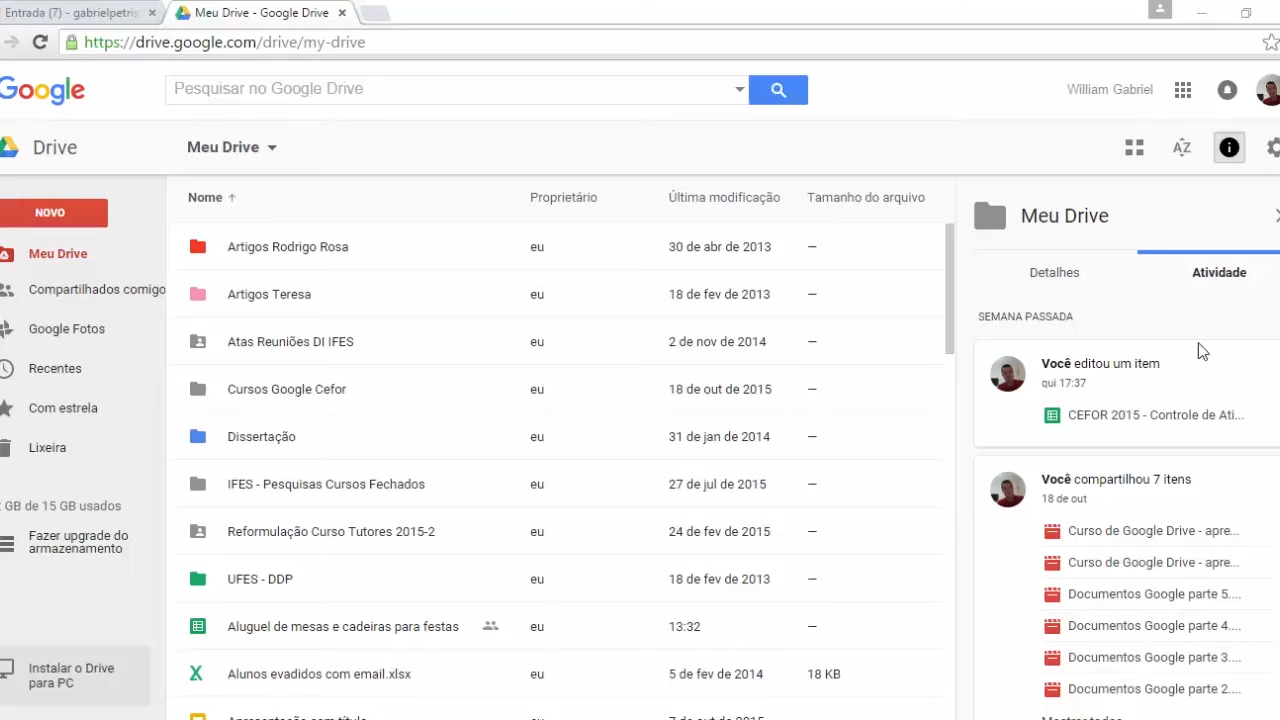 Entrada (7) - gabrielpetris
Meu Drive - Google Drive
https://drive.google.com/drive/my-drive
Google
Pesquisar no Google Drive
William Gabriel
Drive
Meu Drive
NOVO
Meu Drive
Compartilhados comigo
Google Fotos
Recentes
Com estrela
Lixeira
GB de 15 GB usados
Fazer upgrade do
armazenamento
Instalar o Drive
para PC
Nome Proprietário Última modificação Tamanho do arquivo
Artigos Rodrigo Rosa eu 30 de abr de 2013 —
Artigos Teresa eu 18 de fev de 2013 —
Atas Reuniões DI IFES eu 2 de nov de 2014 —
Cursos Google Cefor eu 18 de out de 2015 —
Dissertação eu 31 de jan de 2014 —
IFES - Pesquisas Cursos Fechados eu 27 de jul de 2015 —
Reformulação Curso Tutores 2015-2 eu 24 de fev de 2015 —
UFES - DDP eu 18 de fev de 2013 —
Aluguel de mesas e cadeiras para festas eu 13:32 —
Alunos evadidos com email.xlsx eu 5 de fev de 2014 18 KB
Meu Drive
Detalhes Atividade
SEMANA PASSADA
Você editou um item
qui 17:37
CEFOR 2015 - Controle de Ati...
Você compartilhou 7 itens
18 de out
Curso de Google Drive - apre...
Curso de Google Drive - apre...
Documentos Google parte 5....
Documentos Google parte 4....
Documentos Google parte 3....
Documentos Google parte 2....